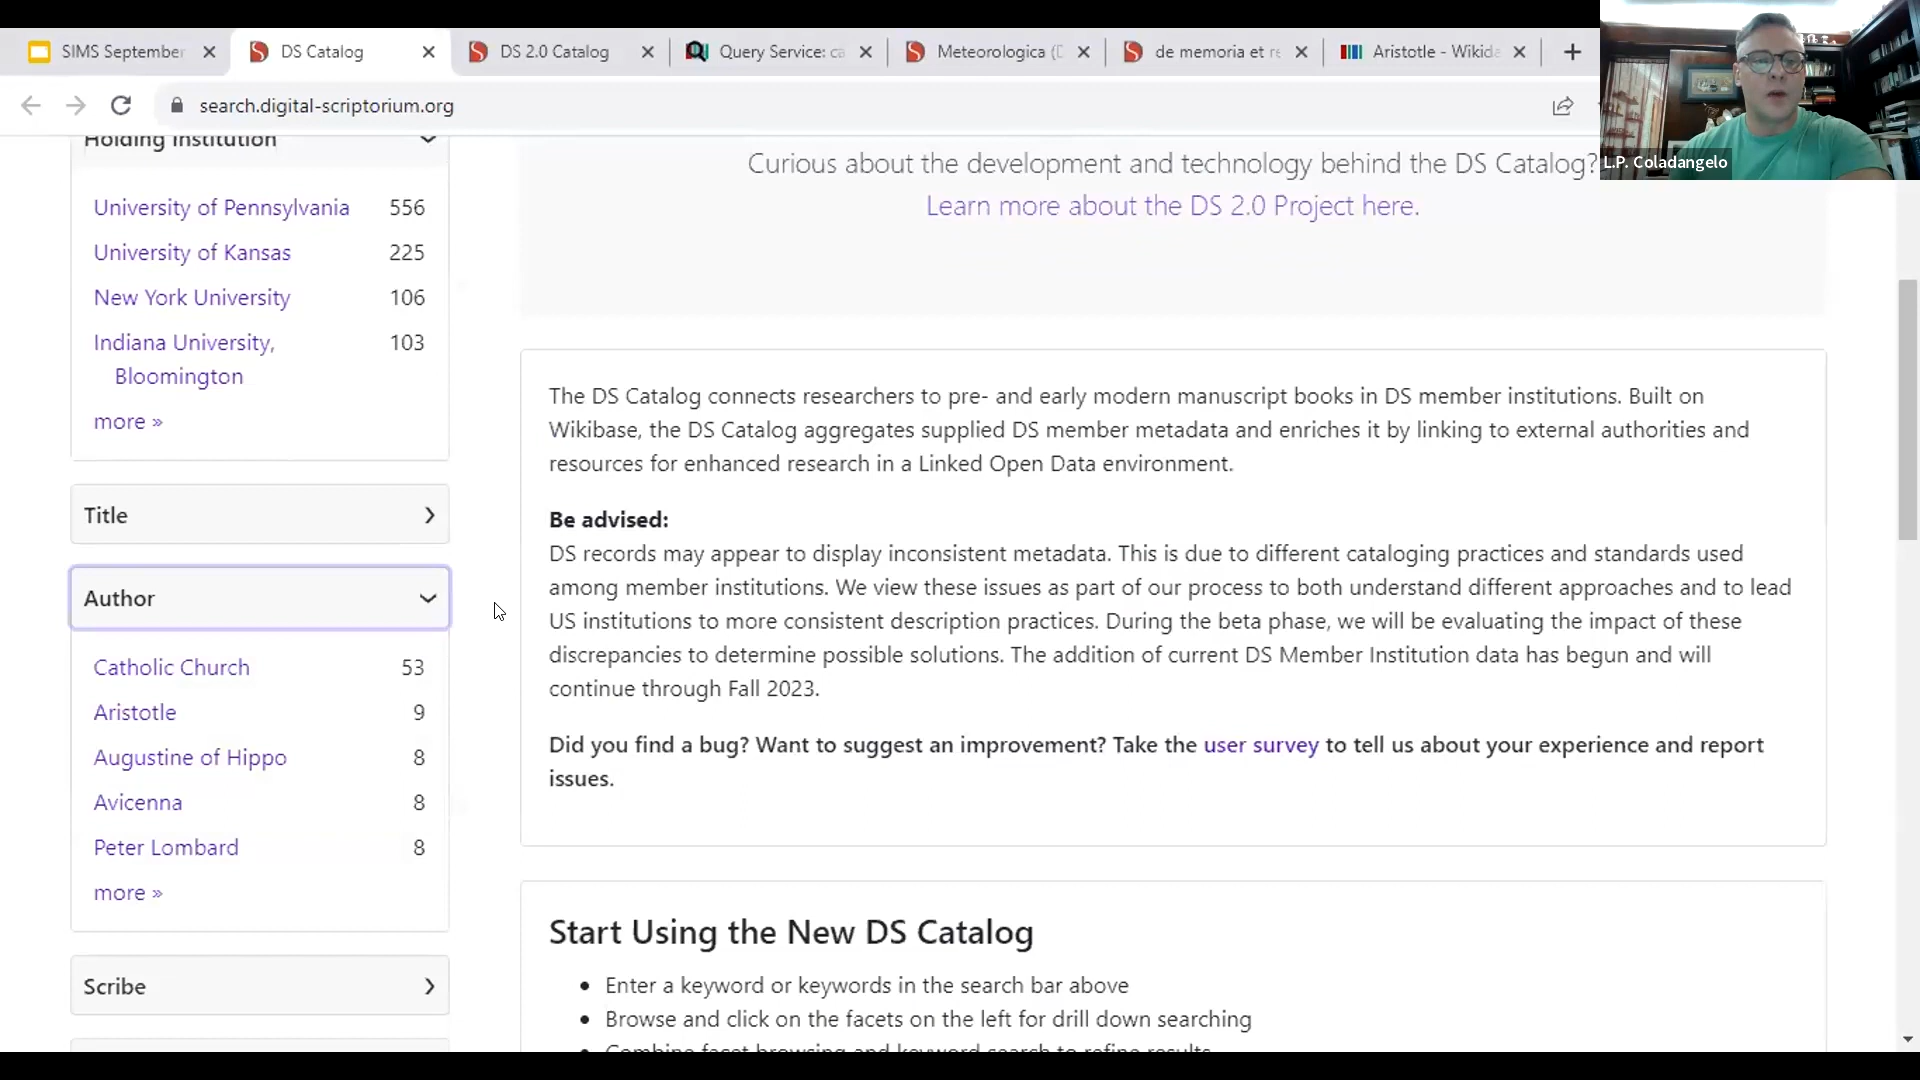 SIMS September
DS Catalog
DS 2.0 Catalog
Query Service: ca
Meteorologica (D
de memoria et re
Aristotle - Wikida
search.digital-scriptorium.org
L.P. Coladangelo
Holding Institution
University of Pennsylvania 556
University of Kansas 225
New York University 106
Indiana University, 103
Bloomington
more »
Title
Author
Catholic Church 53
Aristotle 9
Augustine of Hippo 8
Avicenna 8
Peter Lombard 8
more »
Scribe
Curious about the development and technology behind the DS Catalog?
Learn more about the DS 2.0 Project here.
The DS Catalog connects researchers to pre- and early modern manuscript books in DS member institutions. Built on
Wikibase, the DS Catalog aggregates supplied DS member metadata and enriches it by linking to external authorities and
resources for enhanced research in a Linked Open Data environment.
Be advised:
DS records may appear to display inconsistent metadata. This is due to different cataloging practices and standards used
among member institutions. We view these issues as part of our process to both understand different approaches and to lead
US institutions to more consistent description practices. During the beta phase, we will be evaluating the impact of these
discrepancies to determine possible solutions. The addition of current DS Member Institution data has begun and will
continue through Fall 2023.
Did you find a bug? Want to suggest an improvement? Take the user survey to tell us about your experience and report
issues.
Start Using the New DS Catalog
• Enter a keyword or keywords in the search bar above
• Browse and click on the facets on the left for drill down searching
• Combine facet browsing and keyword search to refine results